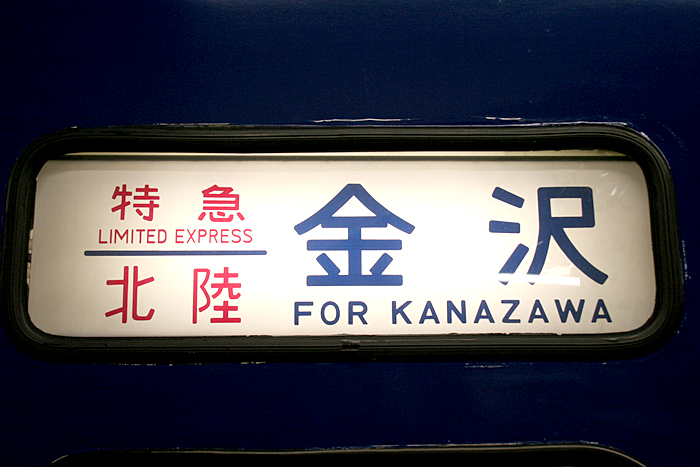 特急
LIMITED EXPRESS
北陸
金沢
FOR KANAZAWA